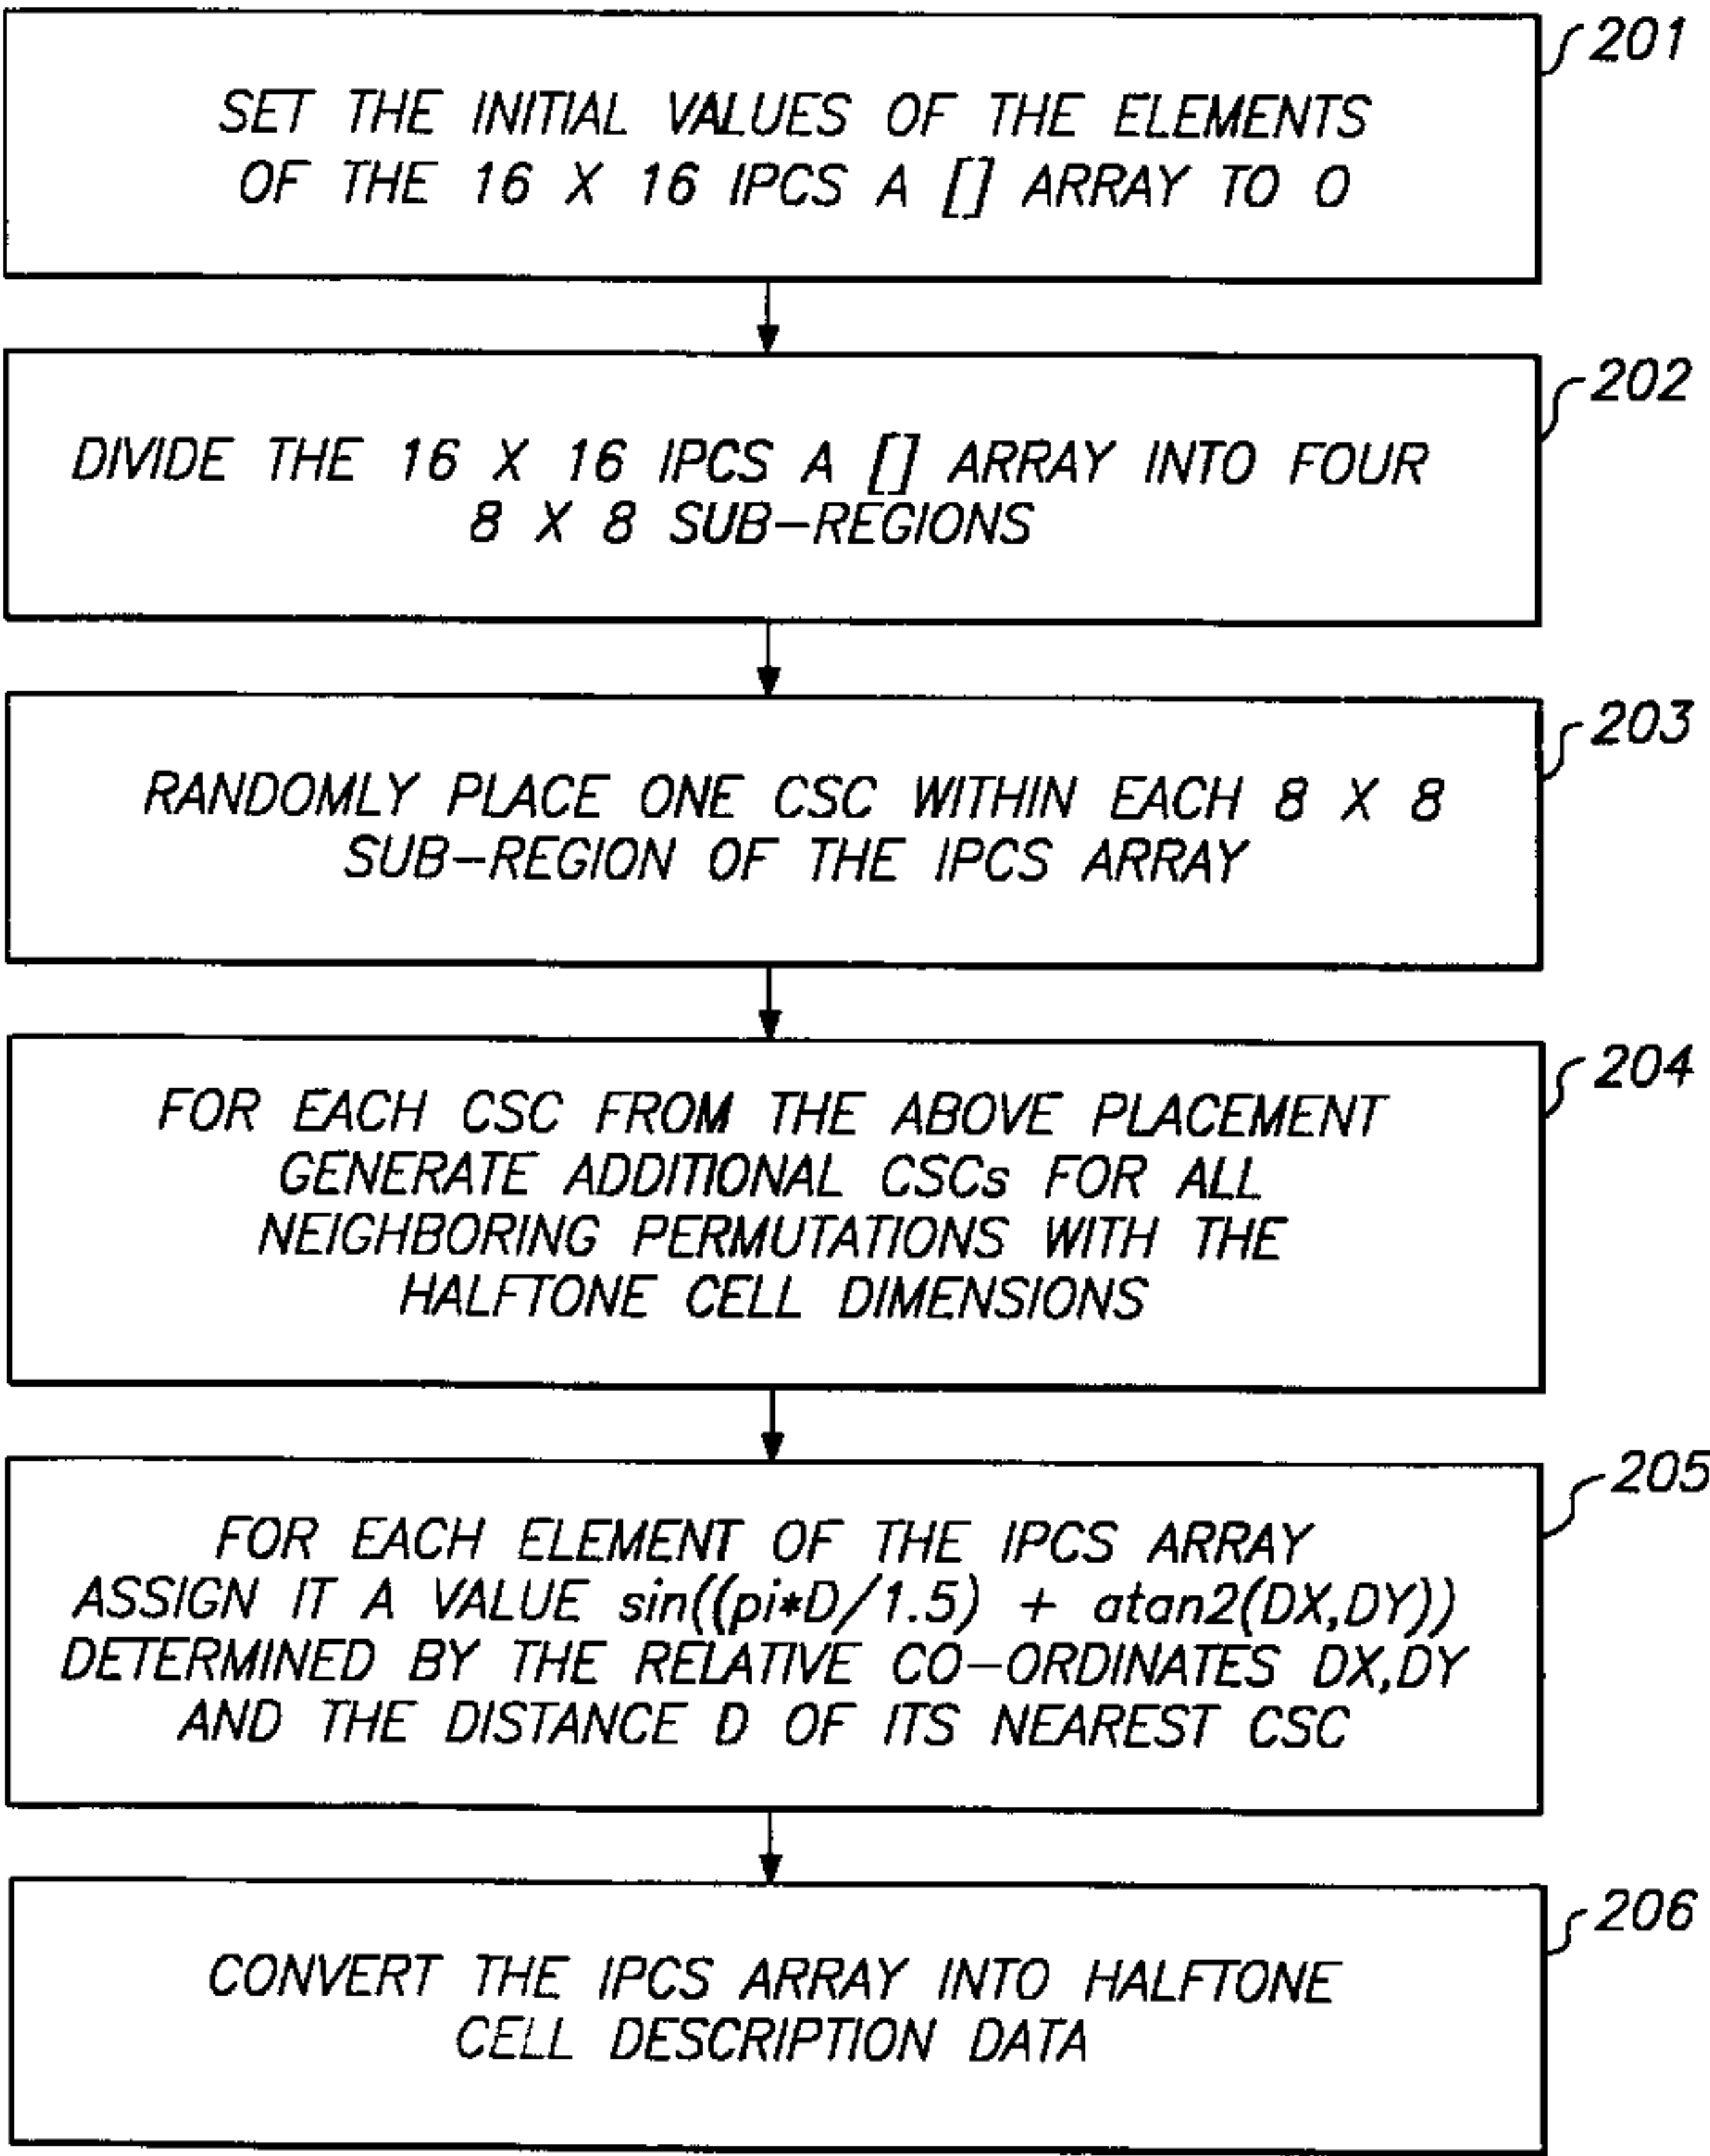 201
SET THE INITIAL VALUES OF THE ELEMENTS
OF THE 16 X 16 IPCS A [] ARRAY TO 0
202
DIVIDE THE 16 X 16 IPCS A [] ARRAY INTO FOUR
8 X 8 SUB-REGIONS
203
RANDOMLY PLACE ONE CSC WITHIN EACH 8 X 8
SUB-REGION OF THE IPCS ARRAY
204
FOR EACH CSC FROM THE ABOVE PLACEMENT
GENERATE ADDITIONAL CSCs FOR ALL
NEIGHBORING PERMUTATIONS WITH THE
HALFTONE CELL DIMENSIONS
205
FOR EACH ELEMENT OF THE IPCS ARRAY
ASSIGN IT A VALUE sin((pi*D/1.5) + atan2(DX,DY))
DETERMINED BY THE RELATIVE CO-ORDINATES DX,DY
AND THE DISTANCE D OF ITS NEAREST CSC
206
CONVERT THE IPCS ARRAY INTO HALFTONE
CELL DESCRIPTION DATA